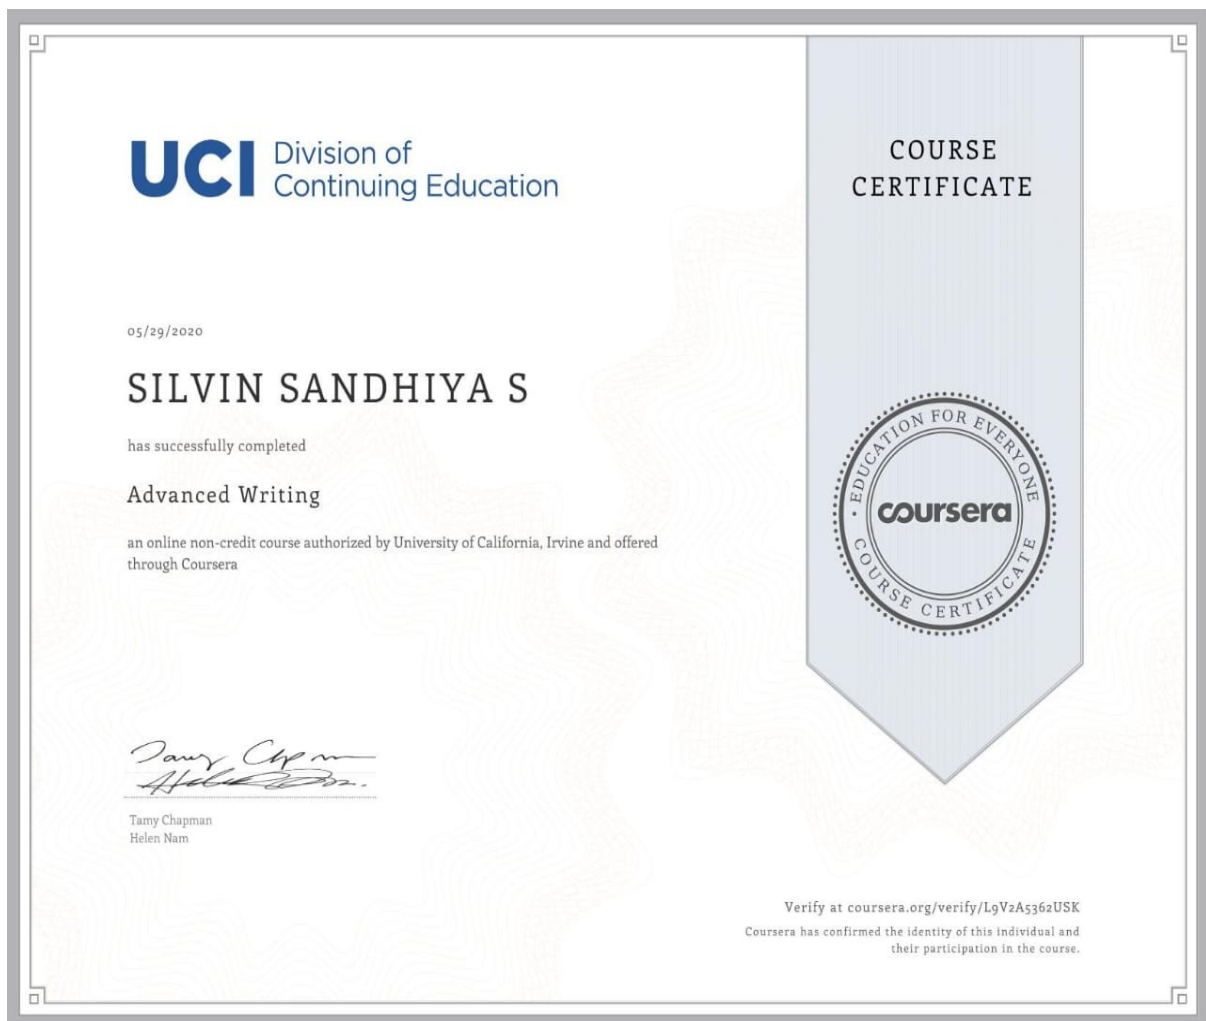 UCI Division of
Continuing Education
COURSE
CERTIFICATE
05/29/2020
SILVIN SANDHIYA S
has successfully completed
Advanced Writing
an online non-credit course authorized by University of California, Irvine and offered
through Coursera
EDUCATION FOR EVERYONE
coursera
COURSE CERTIFICATE
Tamy Chapman
Helen Nam
Verify at coursera.org/verify/L9V2A5362USK
Coursera has confirmed the identity of this individual and
their participation in the course.